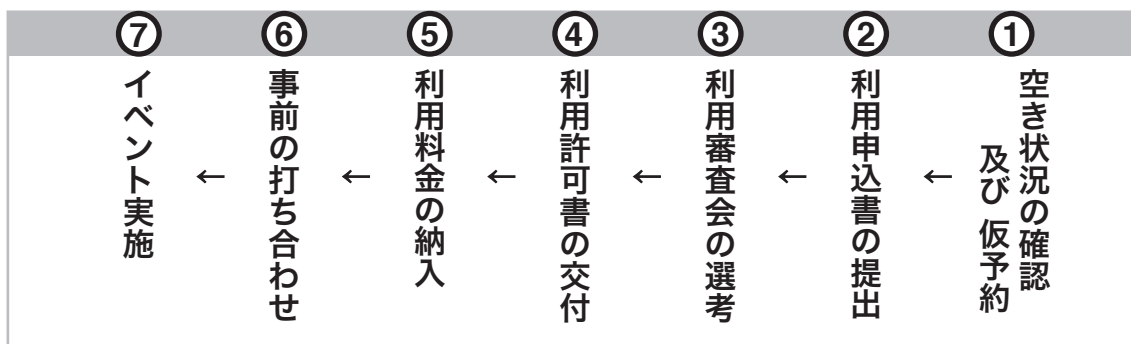 ①
空き状況の確認
及び 仮予約
←
②
利用申込書の提出
←
③
利用審査会の選考
←
④
利用許可書の交付
←
⑤
利用料金の納入
←
⑥
事前の打ち合わせ
←
⑦
イベント実施